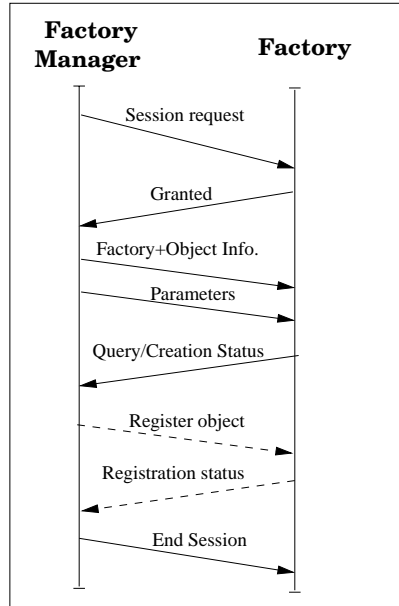 Factory
Manager
Factory
Session request
Granted
Factory+Object Info.
Parameters
Query/Creation Status
Register object
Registration status
End Session